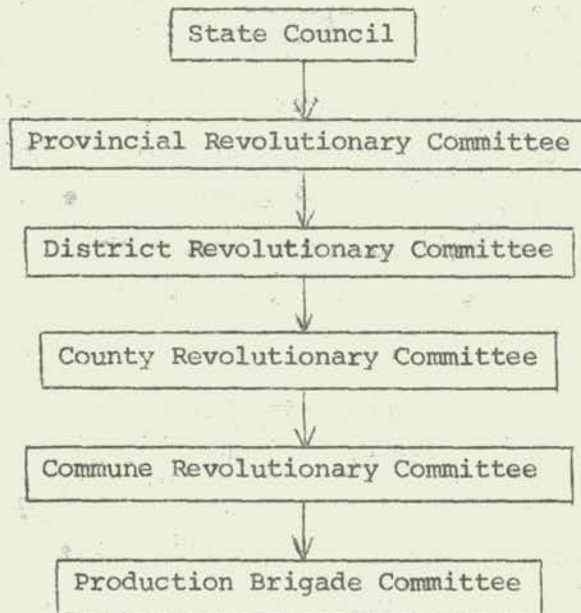 State Council
Provincial Revolutionary Committee
District Revolutionary Committee
County Revolutionary Committee
Commune Revolutionary Committee
Production Brigade Committee